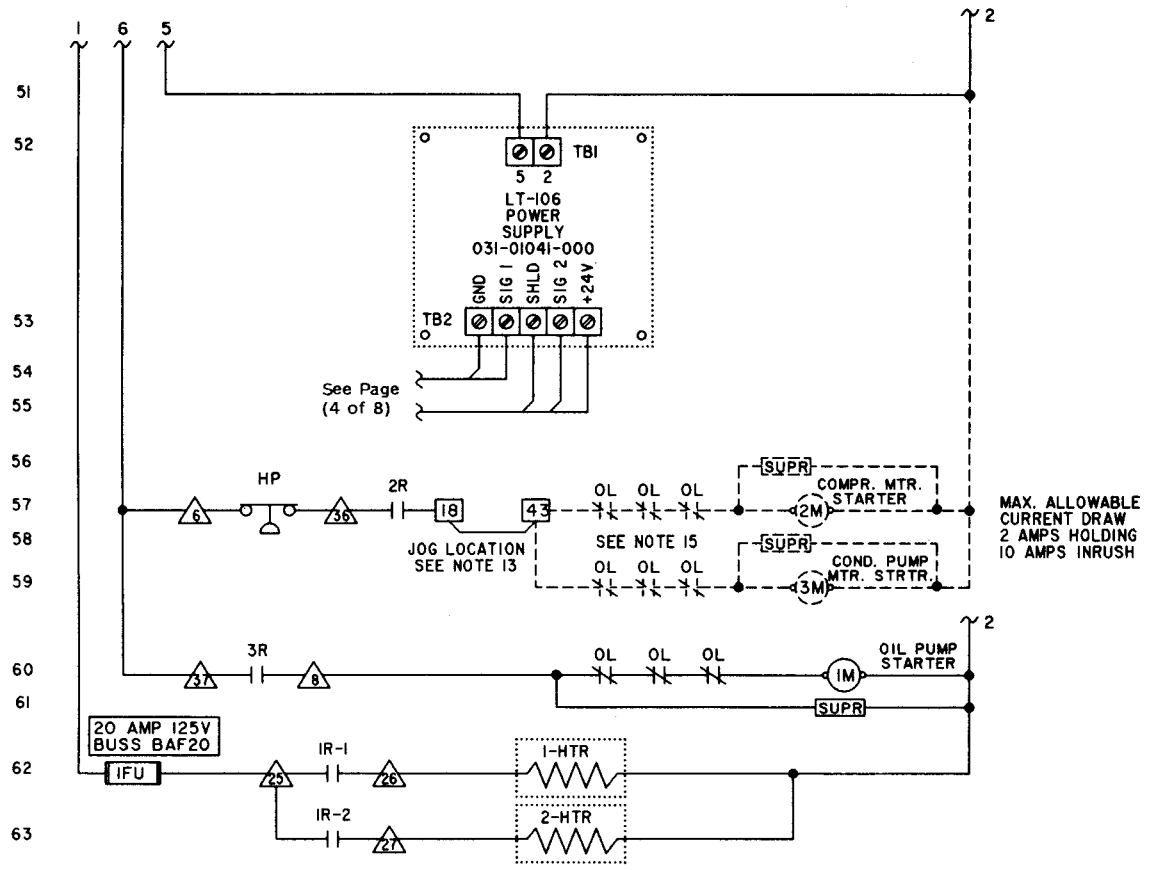 1 6 5 2
51
52
TB1
5 2
LT-106
POWER
SUPPLY
031-01041-000
GND
SIG 1
SHLD
SIG 2
+24V
53
TB2
54
See Page
(4 of 8)
55
56
SUPR
HP
2R
OL OL OL
COMPR. MTR.
STARTER
57
6
36
18
43
2M
MAX. ALLOWABLE
CURRENT DRAW
2 AMPS HOLDING
10 AMPS INRUSH
58
JOG LOCATION
SEE NOTE 13
SEE NOTE 15
SUPR
OL OL OL
COND. PUMP
MTR. STRTR.
59
3M
2
3R
OL OL OL
OIL PUMP
STARTER
60
37
8
1M
61
SUPR
20 AMP 125V
BUSS BAF20
1R-1
1-HTR
62
1FU
25
26
1R-2
2-HTR
63
27